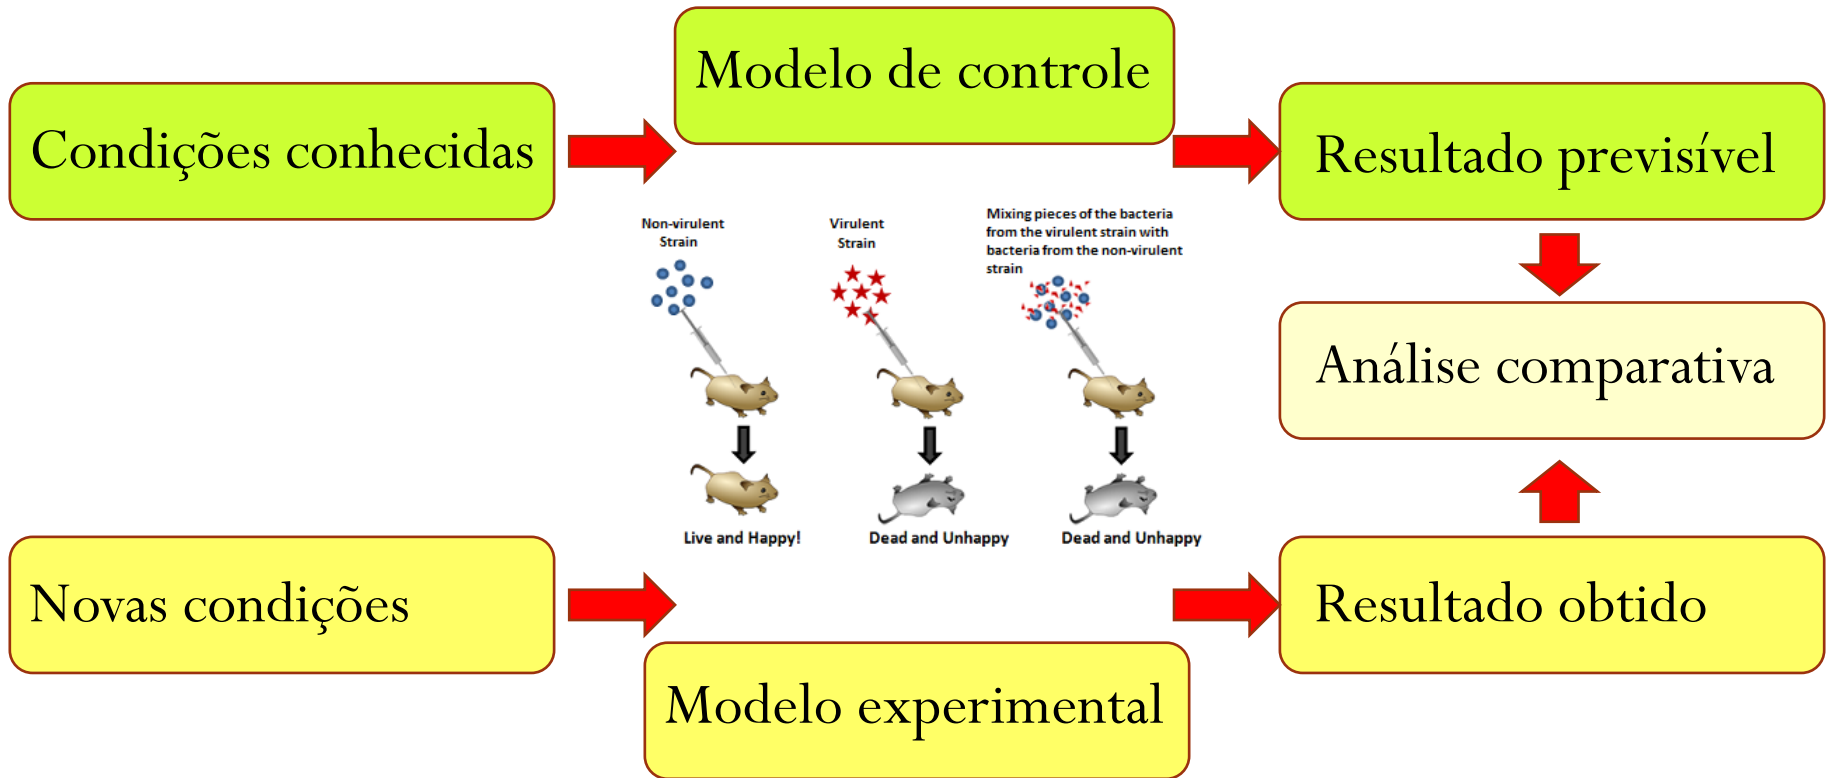 Modelo de controle
Condições conhecidas
Resultado previsível
Non-virulent
Strain
Virulent
Strain
Mixing pieces of the bacteria
from the virulent strain with
bacteria from the non-virulent
strain
Análise comparativa
Live and Happy!
Dead and Unhappy
Dead and Unhappy
Novas condições
Resultado obtido
Modelo experimental